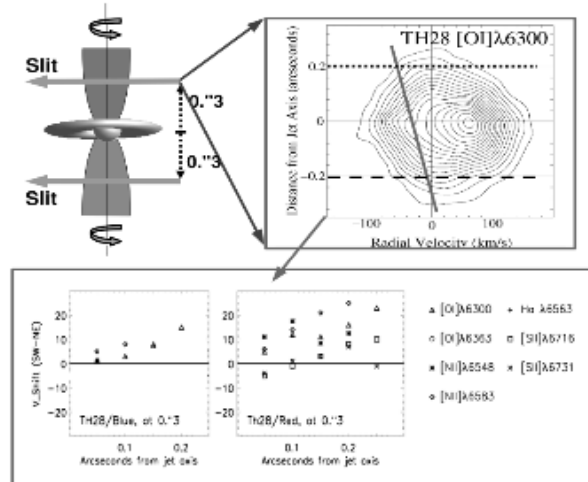 Slit
0."3
0."3
Slit
TH28 [OI]λ6300
Distance from Jet Axis (arcseconds)
0.2
0
−0.2
−100
0
100
Radial Velocity (km/s)
V_Shift (SW−NE)
20
10
0
−10
−20
TH28/Blue, at 0."3
0.1
0.2
Arcseconds from jet axis
20
10
0
−10
−20
Th28/Red, at 0."3
0.1
0.2
Arcseconds from jet axis
[OI]λ6300
[OI]λ6363
[NII]λ6548
[NII]λ6583
Hα λ6563
[SII]λ6716
[SII]λ6731